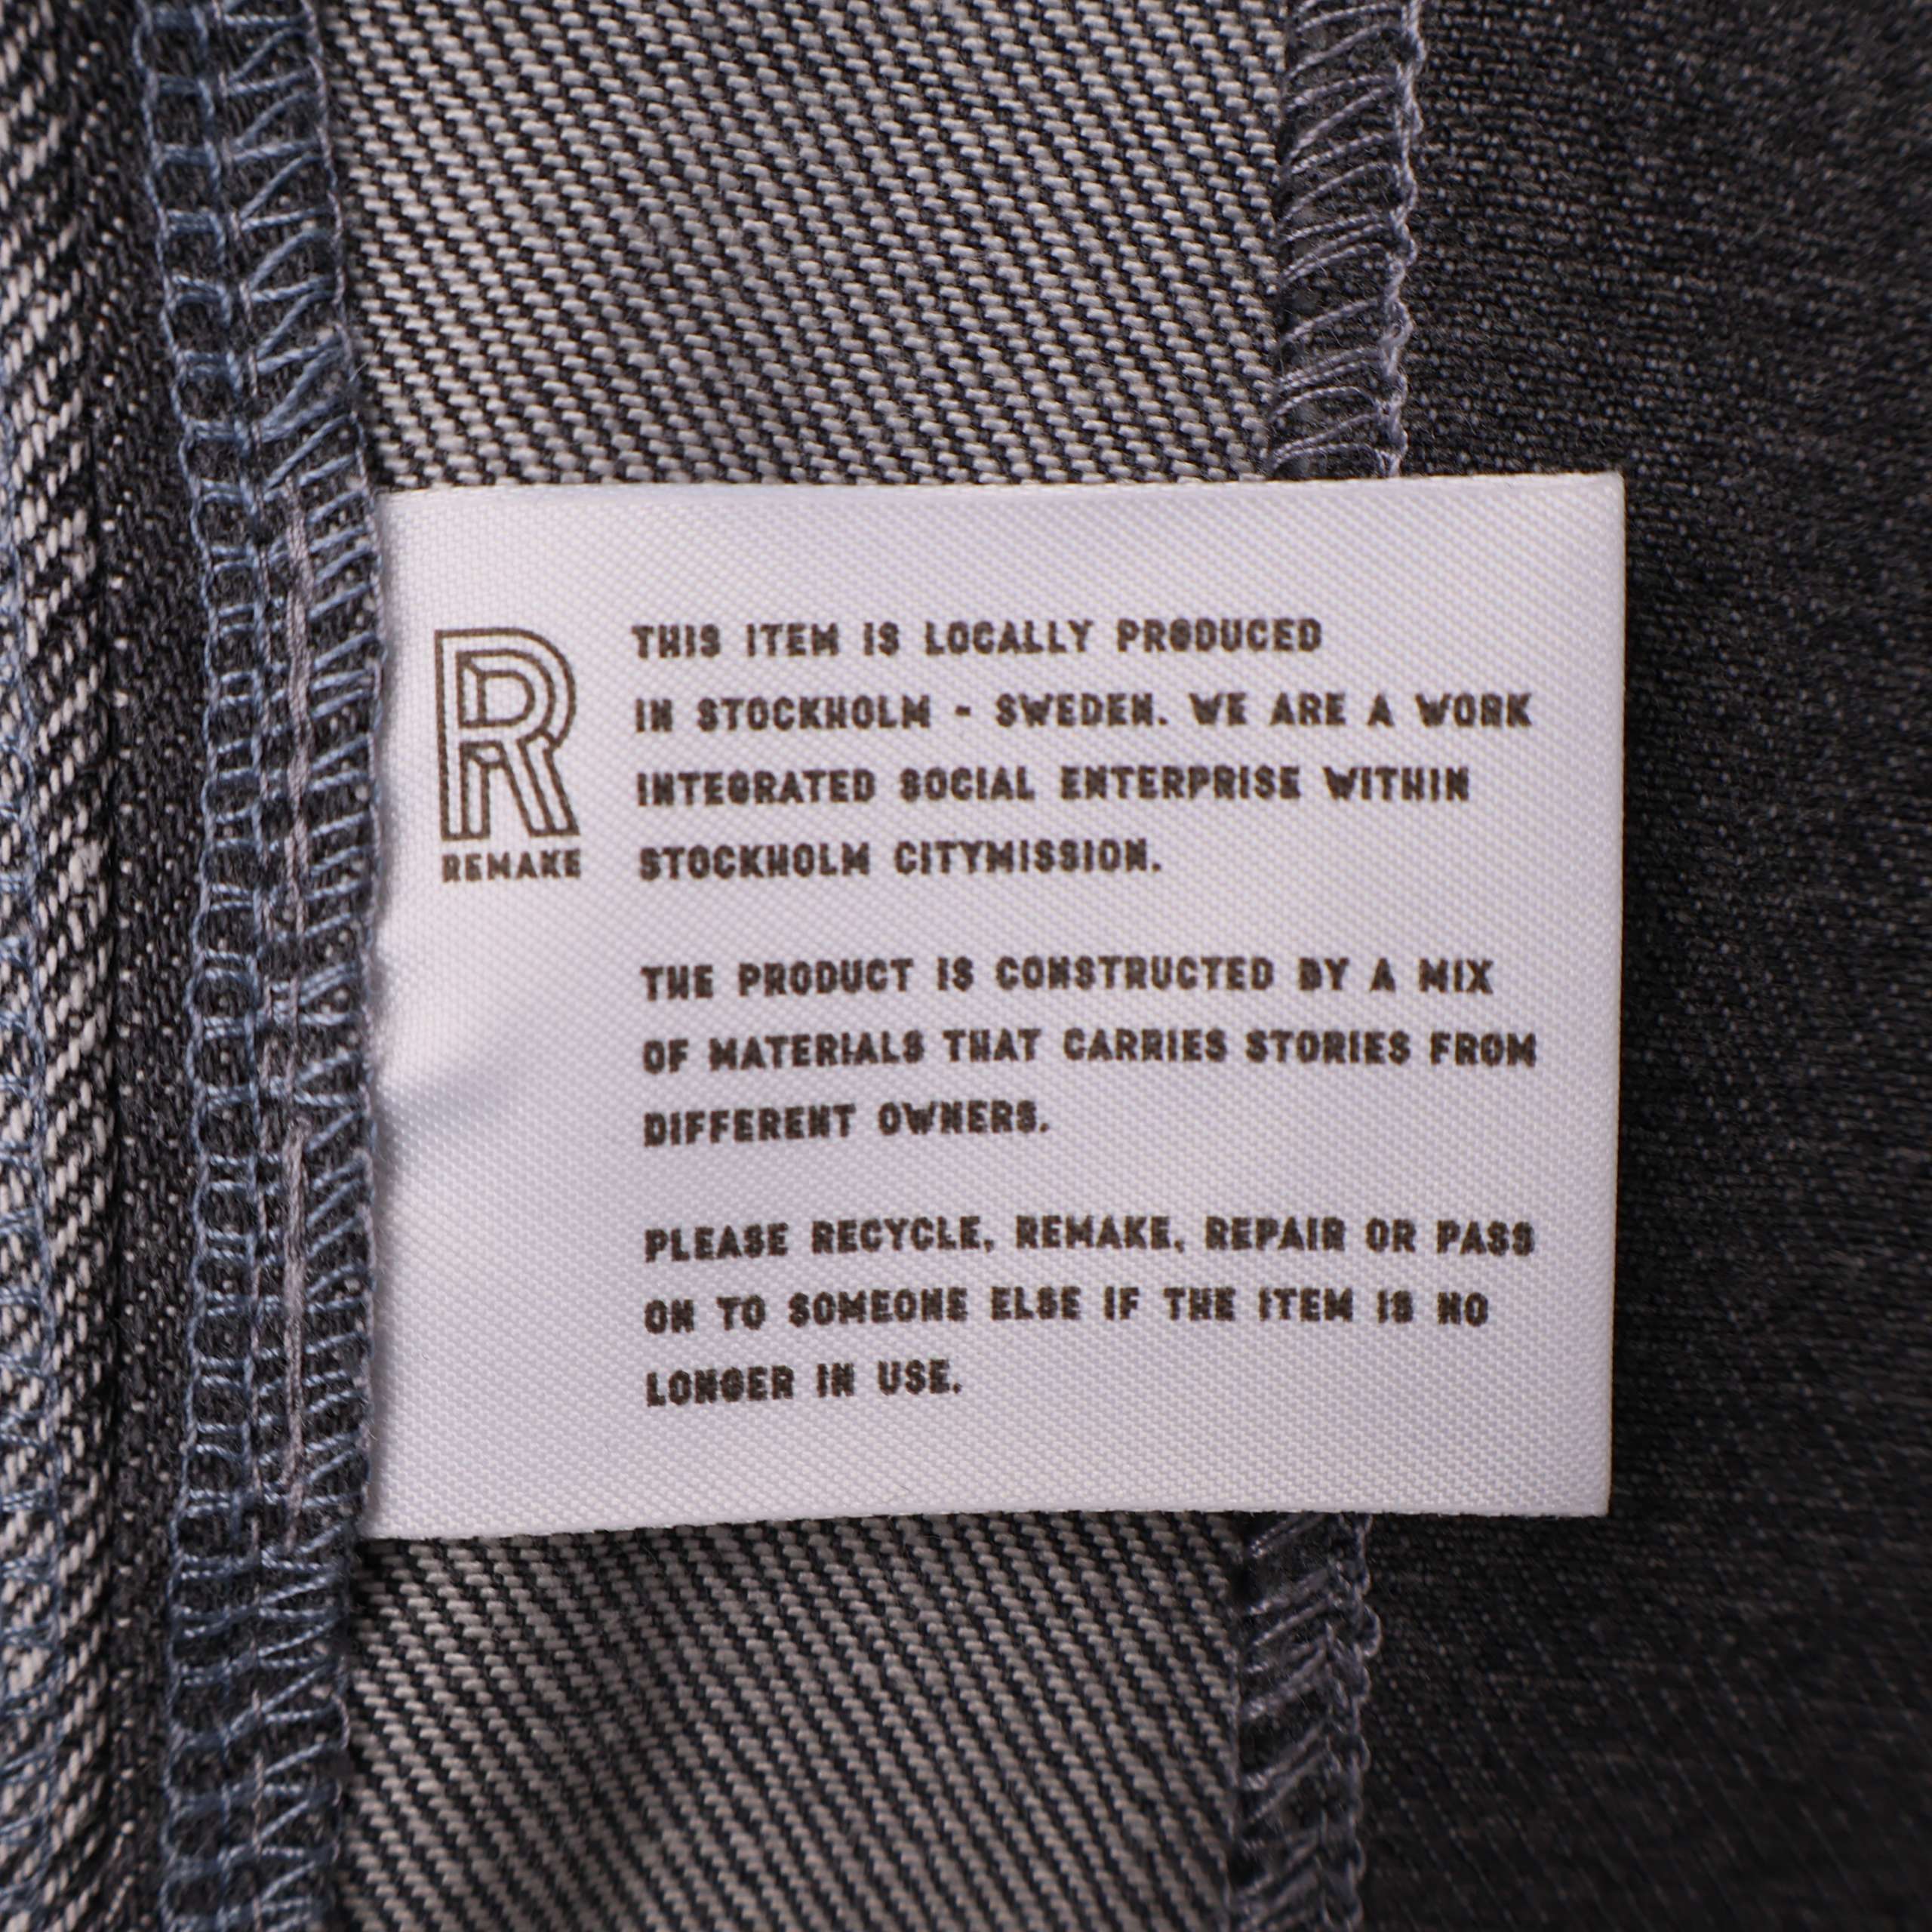 R
REMAKE
THIS ITEM IS LOCALLY PRODUCED
IN STOCKHOLM - SWEDEN. WE ARE A WORK
INTEGRATED SOCIAL ENTERPRISE WITHIN
STOCKHOLM CITYMISSION.
THE PRODUCT IS CONSTRUCTED BY A MIX
OF MATERIALS THAT CARRIES STORIES FROM
DIFFERENT OWNERS.
PLEASE RECYCLE, REMAKE, REPAIR OR PASS
ON TO SOMEONE ELSE IF THE ITEM IS NO
LONGER IN USE.